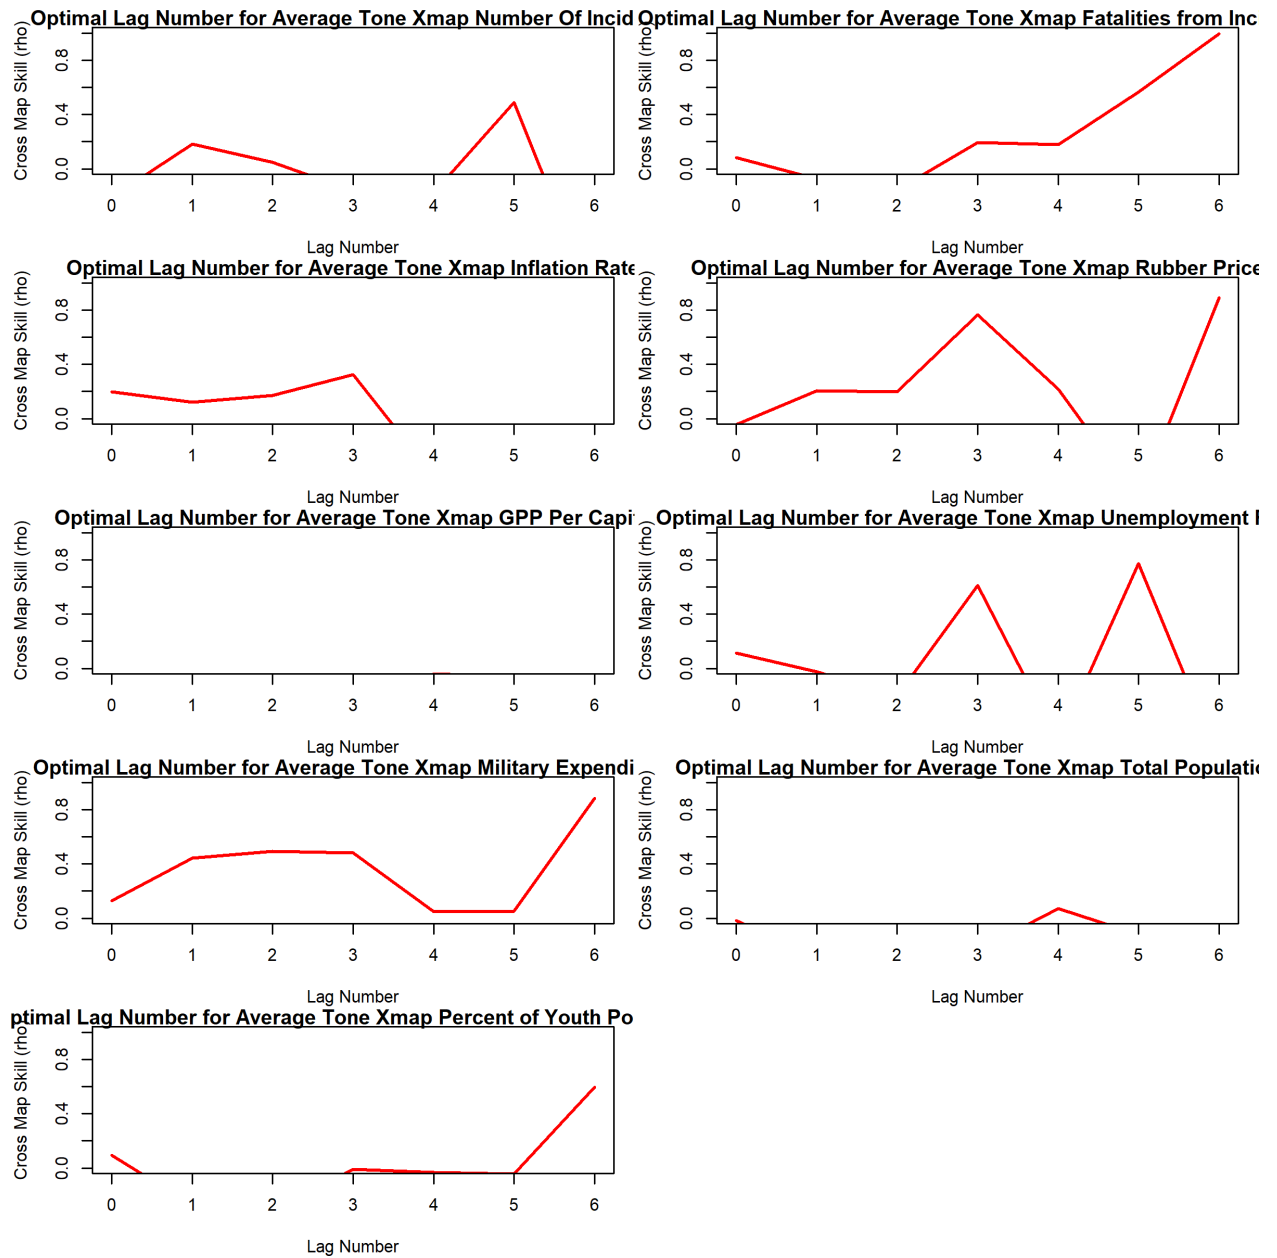 Optimal Lag Number for Average Tone Xmap Number Of Incid
Cross Map Skill (rho)
0.8
0.4
0.0
0 1 2 3 4 5 6
Lag Number
Optimal Lag Number for Average Tone Xmap Fatalities from Inc
Cross Map Skill (rho)
0.8
0.4
0.0
0 1 2 3 4 5 6
Lag Number
Optimal Lag Number for Average Tone Xmap Inflation Rate
Cross Map Skill (rho)
0.8
0.4
0.0
0 1 2 3 4 5 6
Lag Number
Optimal Lag Number for Average Tone Xmap Rubber Price
Cross Map Skill (rho)
0.8
0.4
0.0
0 1 2 3 4 5 6
Lag Number
Optimal Lag Number for Average Tone Xmap GPP Per Capi
Cross Map Skill (rho)
0.8
0.4
0.0
0 1 2 3 4 5 6
Lag Number
Optimal Lag Number for Average Tone Xmap Unemployment
Cross Map Skill (rho)
0.8
0.4
0.0
0 1 2 3 4 5 6
Lag Number
Optimal Lag Number for Average Tone Xmap Military Expendi
Cross Map Skill (rho)
0.8
0.4
0.0
0 1 2 3 4 5 6
Lag Number
Optimal Lag Number for Average Tone Xmap Total Populatio
Cross Map Skill (rho)
0.8
0.4
0.0
0 1 2 3 4 5 6
Lag Number
ptimal Lag Number for Average Tone Xmap Percent of Youth Po
Cross Map Skill (rho)
0.8
0.4
0.0
0 1 2 3 4 5 6
Lag Number